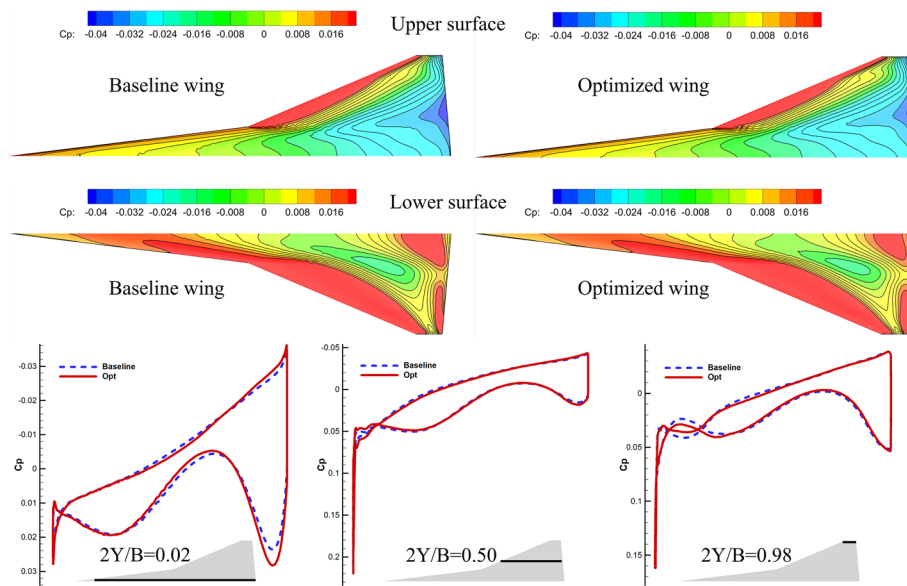 Upper surface
Cp: -0.04 -0.032 -0.024 -0.016 -0.008 0 0.008 0.016
Cp: -0.04 -0.032 -0.024 -0.016 -0.008 0 0.008 0.016
Baseline wing
Optimized wing
Lower surface
Cp: -0.04 -0.032 -0.024 -0.016 -0.008 0 0.008 0.016
Cp: -0.04 -0.032 -0.024 -0.016 -0.008 0 0.008 0.016
Baseline wing
Optimized wing
Baseline
Opt
-0.03
-0.02
-0.01
0
0.01
0.02
0.03
Cp
2Y/B=0.02
-0.05
Baseline
Opt
0
0.05
0.1
0.15
0.2
Cp
2Y/B=0.50
Baseline
Opt
0
0.05
0.1
0.15
Cp
2Y/B=0.98